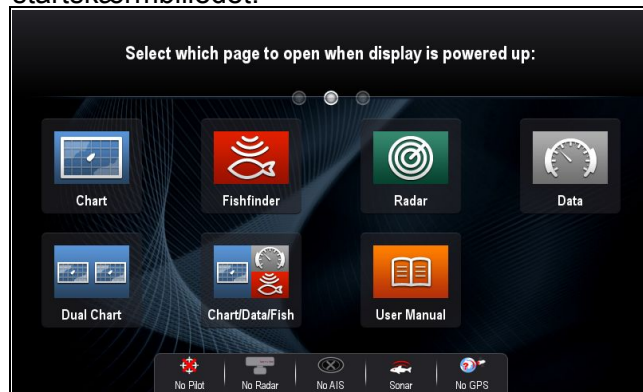 startskærmbilledet.
Select which page to open when display is powered up:
Chart
Fishfinder
Radar
Data
Dual Chart
Chart/Data/Fish
User Manual
No Pilot
No Radar
No AIS
Sonar
No GPS